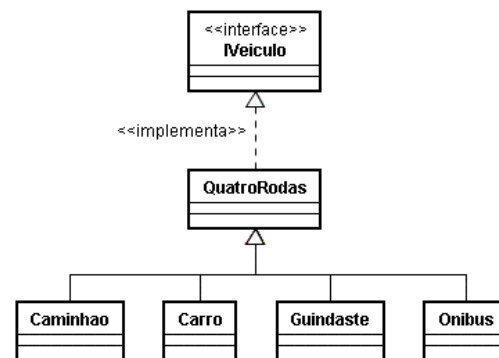 <<interface>>
IVeiculo
<<implementa>>
QuatroRodas
Caminhao
Carro
Guindaste
Onibus